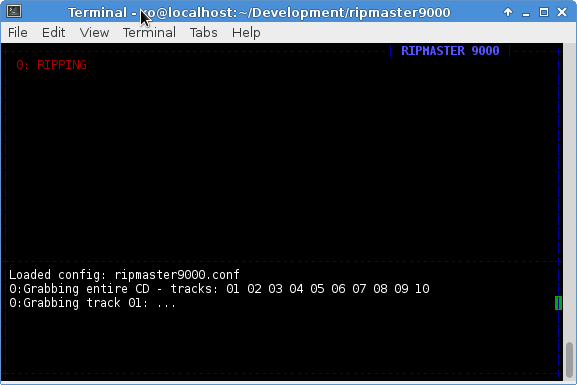 Terminal - xo@localhost:~/Development/ripmaster9000
File Edit View Terminal Tabs Help
RIPMASTER 9000
0: RIPPING
Loaded config: ripmaster9000.conf
0:Grabbing entire CD - tracks: 01 02 03 04 05 06 07 08 09 10
0:Grabbing track 01: ...